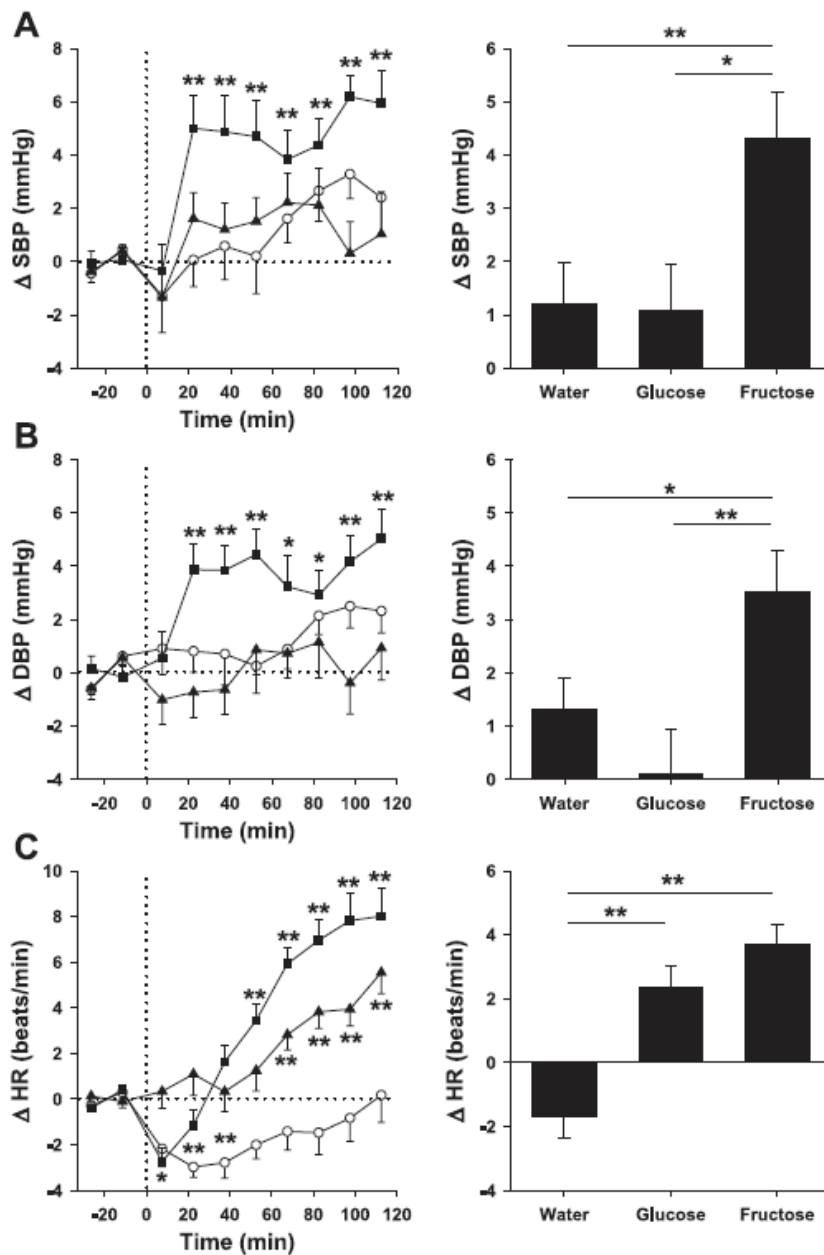 A
Δ SBP (mmHg)
8
6
4
2
0
-2
-4
** ** ** ** ** ** **
-20 0 20 40 60 80 100 120
Time (min)
Δ SBP (mmHg)
6
5
4
3
2
1
0
**
*
Water Glucose Fructose
B
Δ DBP (mmHg)
8
6
4
2
0
-2
-4
** ** ** * * ** **
-20 0 20 40 60 80 100 120
Time (min)
Δ DBP (mmHg)
6
5
4
3
2
1
0
*
**
Water Glucose Fructose
C
Δ HR (beats/min)
10
8
6
4
2
0
-2
-4
** ** ** ** **
** ** ** **
* ** **
-20 0 20 40 60 80 100 120
Time (min)
Δ HR (beats/min)
6
4
2
0
-2
-4
**
**
Water Glucose Fructose